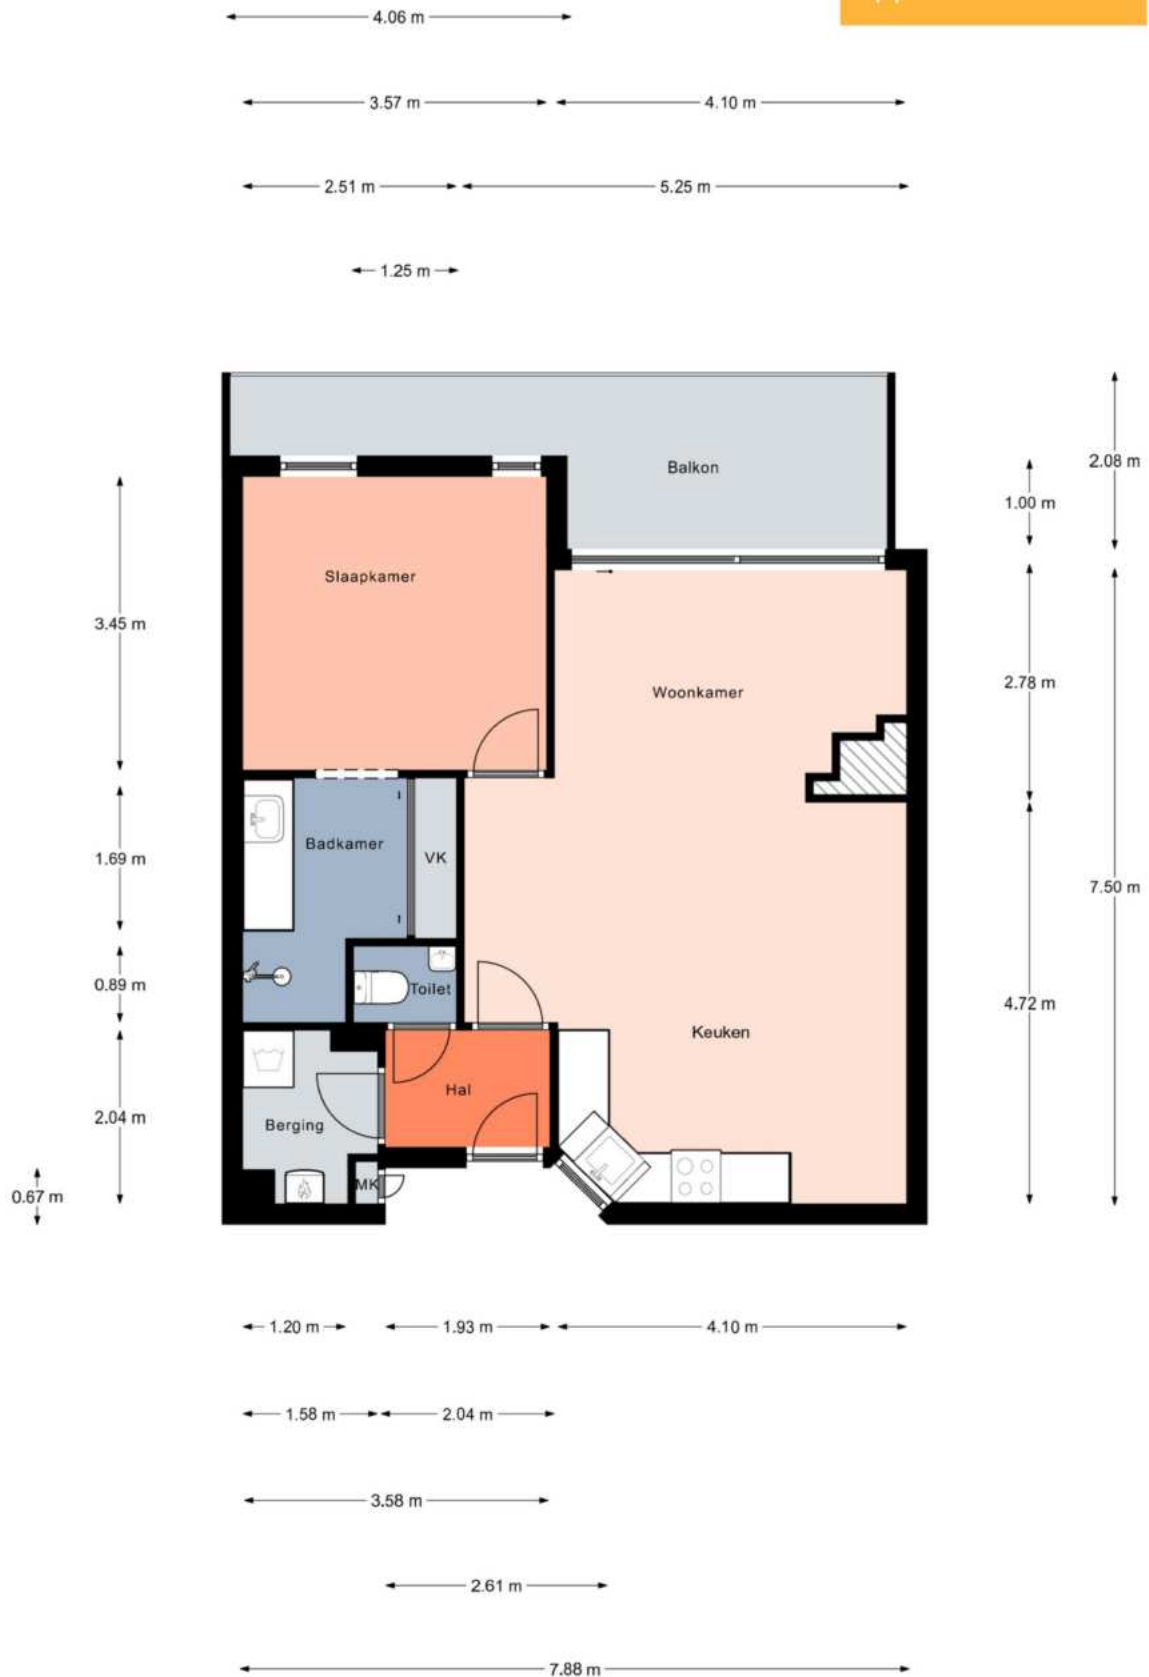 4.06 m
3.57 m
4.10 m
2.51 m
5.25 m
1.25 m
Balkon
2.08 m
1.00 m
Slaapkamer
3.45 m
Woonkamer
2.78 m
Badkamer
VK
1.69 m
7.50 m
Toilet
0.89 m
4.72 m
Keuken
Hal
Berging
2.04 m
MK
0.67 m
1.20 m
1.93 m
4.10 m
1.58 m
2.04 m
3.58 m
2.61 m
7.88 m